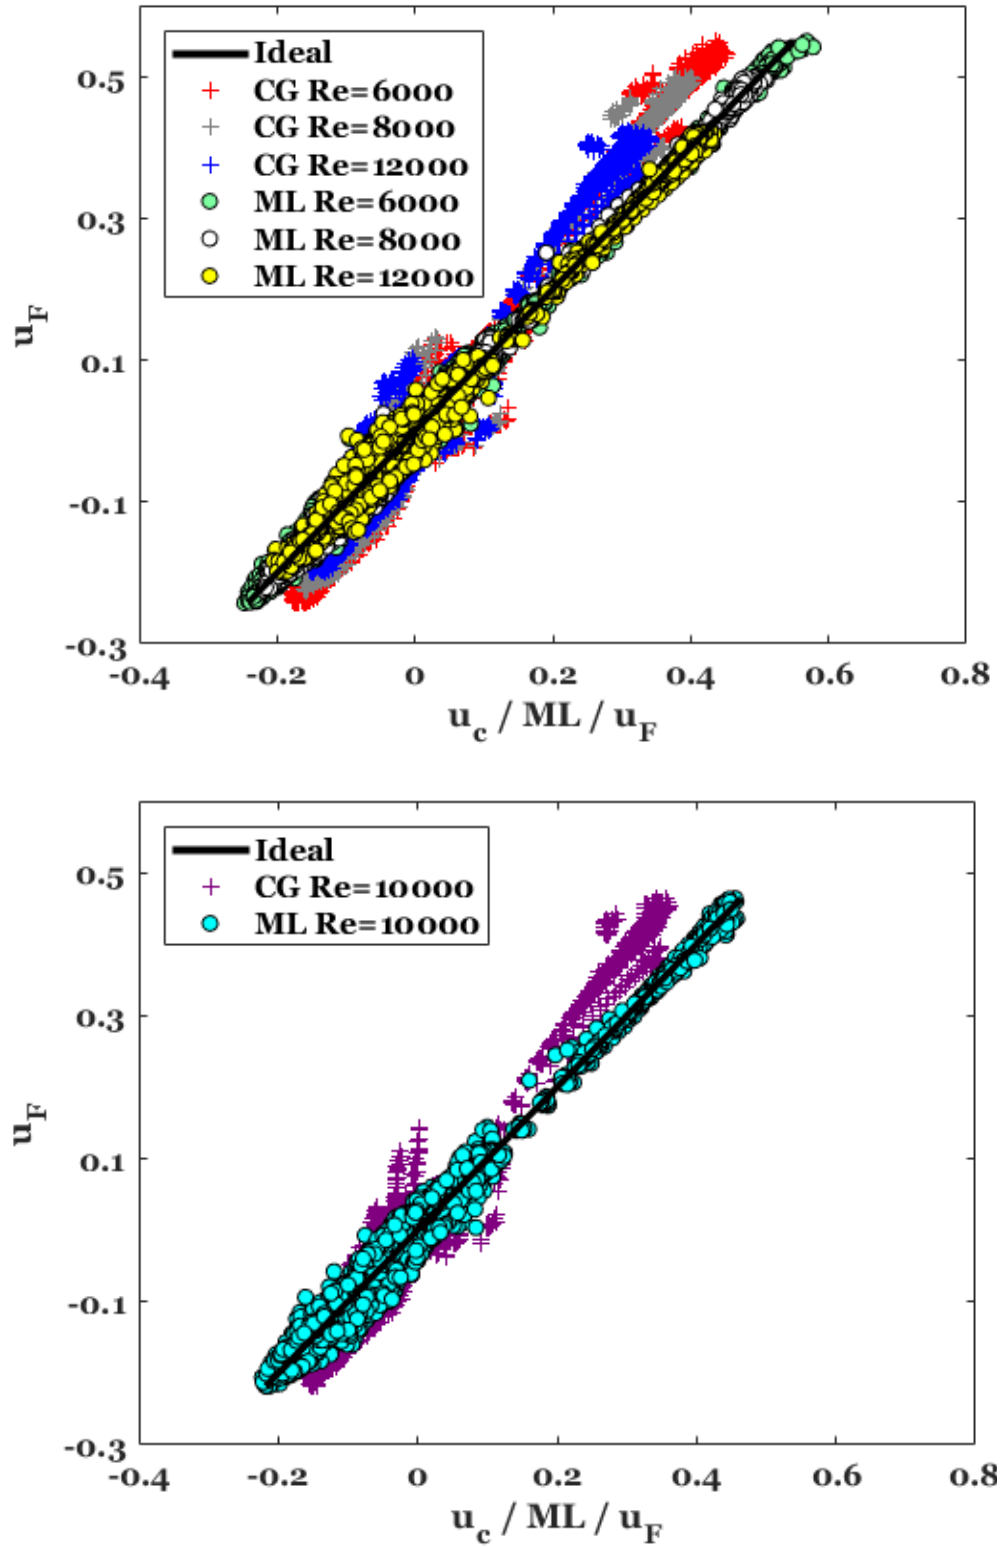 Ideal
CG Re=6000
CG Re=8000
CG Re=12000
ML Re=6000
ML Re=8000
ML Re=12000
0.5
0.3
0.1
-0.1
-0.3
u_F
-0.4 -0.2 0 0.2 0.4 0.6 0.8
u_c / ML / u_F
Ideal
CG Re=10000
ML Re=10000
0.5
0.3
0.1
-0.1
-0.3
u_F
-0.4 -0.2 0 0.2 0.4 0.6 0.8
u_c / ML / u_F